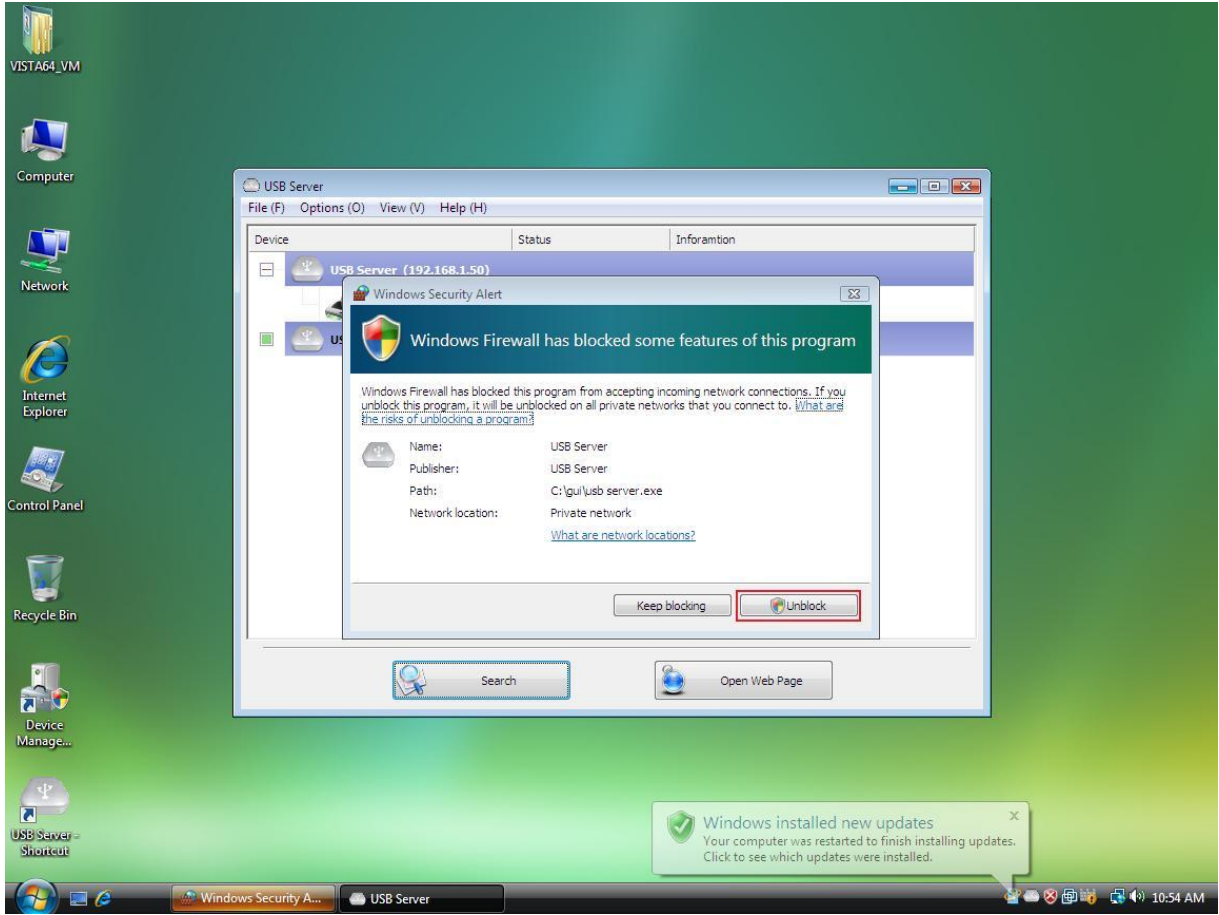 VISTA64_VM
Computer
Network
Internet
Explorer
Control Panel
Recycle Bin
Device
Manage...
USB Server -
Shortcut
USB Server
File (F) Options (O) View (V) Help (H)
Device Status Inforamtion
USB Server (192.168.1.50)
Windows Security Alert
Windows Firewall has blocked some features of this program
Windows Firewall has blocked this program from accepting incoming network connections. If you
unblock this program, it will be unblocked on all private networks that you connect to. What are
the risks of unblocking a program?
Name: USB Server
Publisher: USB Server
Path: C:\gui\usb server.exe
Network location: Private network
What are network locations?
Keep blocking Unblock
Search Open Web Page
Windows installed new updates
Your computer was restarted to finish installing updates.
Click to see which updates were installed.
Windows Security A... USB Server 10:54 AM